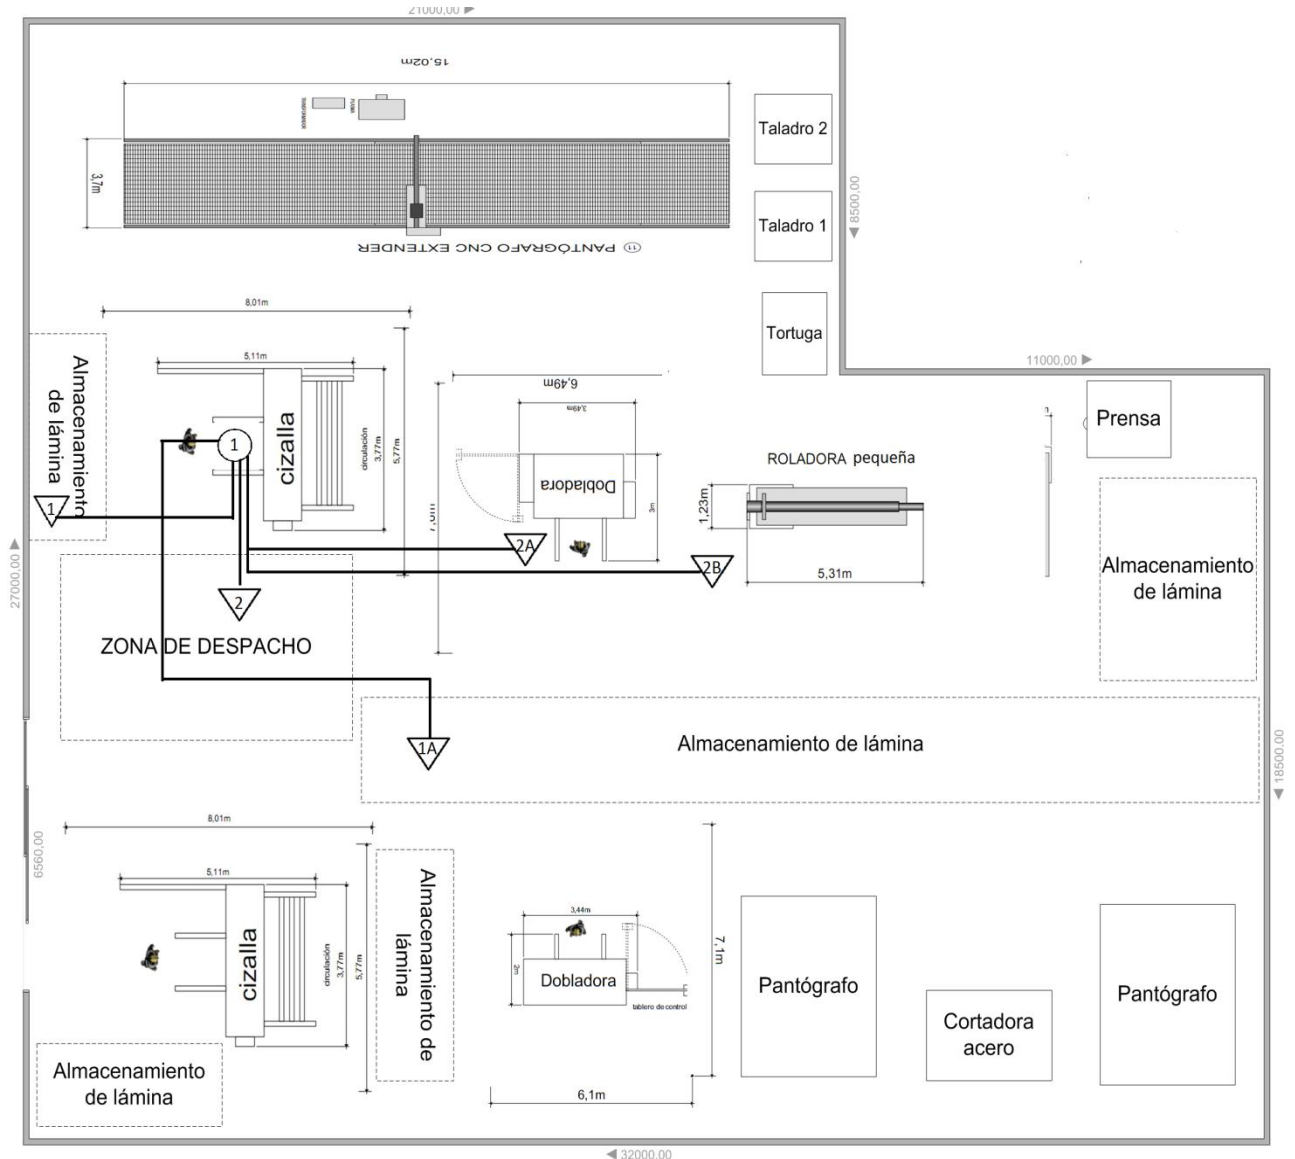 21000,00
15,02m
TRANSFORMADOR
PLASMA
3,7m
11 PANTÓGRAFO CNC EXTENDER
Taladro 2
Taladro 1
Tortuga
8500,00
11000,00
8,01m
5,11m
Almacenamiento
de lámina
1
1
cizalla
circulación
3,77m
5,77m
6,49m
3,49m
Dobladora
3m
2A
2B
ROLADORA pequeña
1,23m
5,31m
Prensa
Almacenamiento
de lámina
27000,00
2
ZONA DE DESPACHO
1A
Almacenamiento de lámina
18500.00
6560,00
8,01m
5,11m
cizalla
circulación
3,77m
5,77m
Almacenamiento de
lámina
3,44m
2m
Dobladora
tablero de control
7,1m
6,1m
Pantógrafo
Cortadora
acero
Pantógrafo
Almacenamiento
de lámina
32000.00